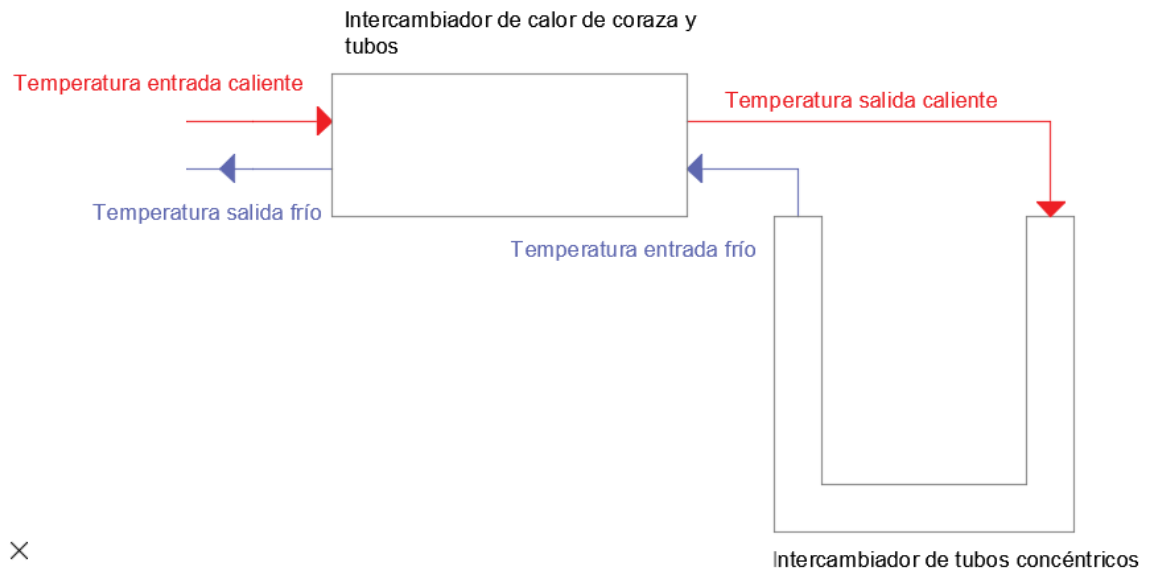 Intercambiador de calor de coraza y
tubos
Temperatura entrada caliente
Temperatura salida caliente
Temperatura salida frío
Temperatura entrada frío
Intercambiador de tubos concéntricos